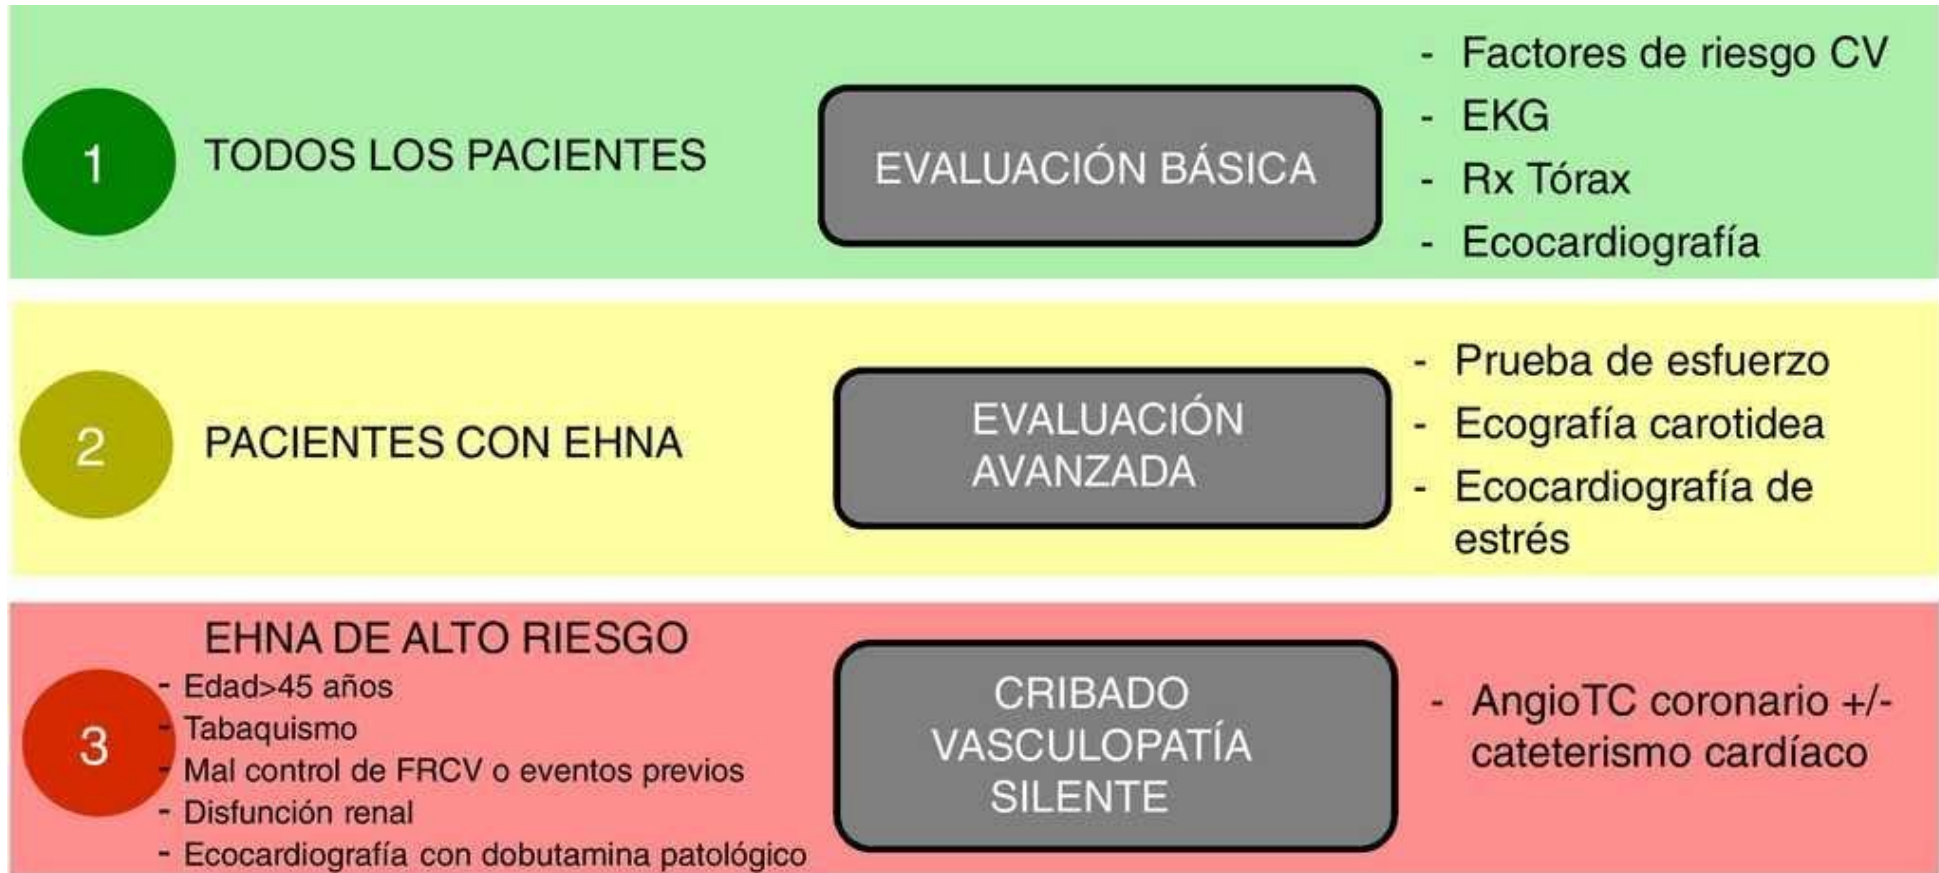 1
TODOS LOS PACIENTES
EVALUACIÓN BÁSICA
- Factores de riesgo CV
- EKG
- Rx Tórax
- Ecocardiografía
2
PACIENTES CON EHNA
EVALUACIÓN
AVANZADA
- Prueba de esfuerzo
- Ecografía carotidea
- Ecocardiografía de
estrés
3
EHNA DE ALTO RIESGO
- Edad>45 años
- Tabaquismo
- Mal control de FRCV o eventos previos
- Disfunción renal
- Ecocardiografía con dobutamina patológico
CRIBADO
VASCULOPATÍA
SILENTE
- AngioTC coronario +/-
cateterismo cardíaco